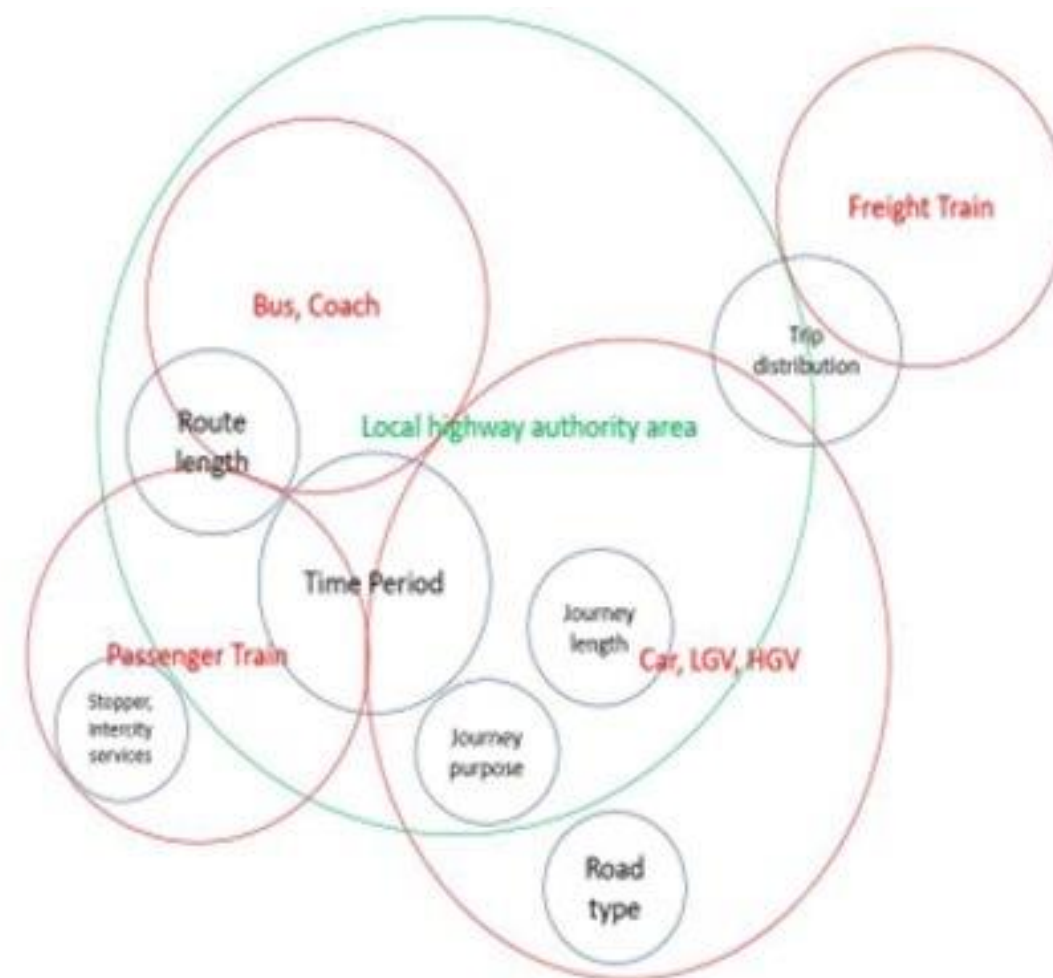 Freight Train
Bus, Coach
Trip
distribution
Route
length
Local highway authority area
Time Period
Journey
length
Passenger Train
Car, LGV, HGV
Stopper,
Intercity
services
Journey
purpose
Road
type